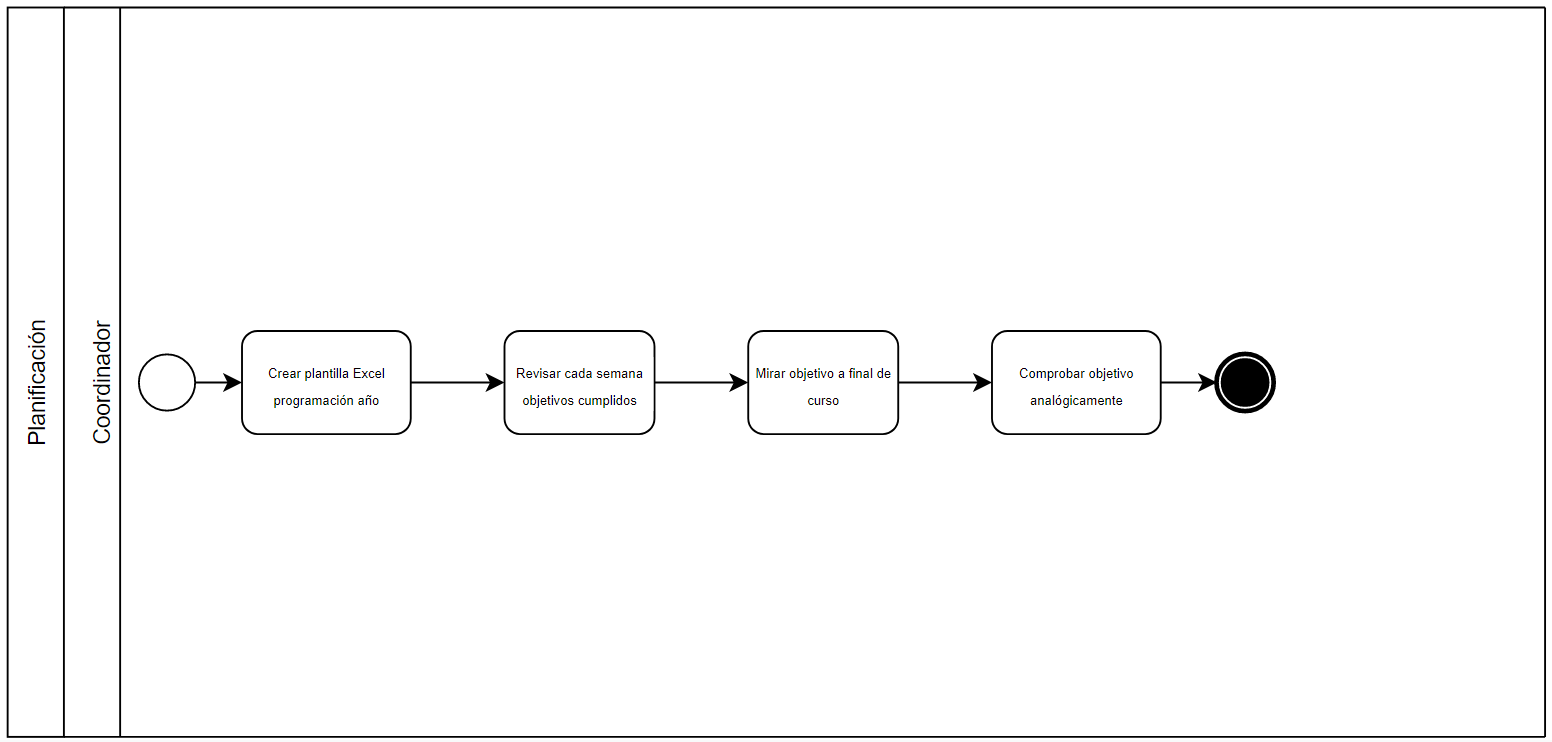 Planificación
Coordinador
Crear plantilla Excel
programación año
Revisar cada semana
objetivos cumplidos
Mirar objetivo a final de
curso
Comprobar objetivo
analógicamente